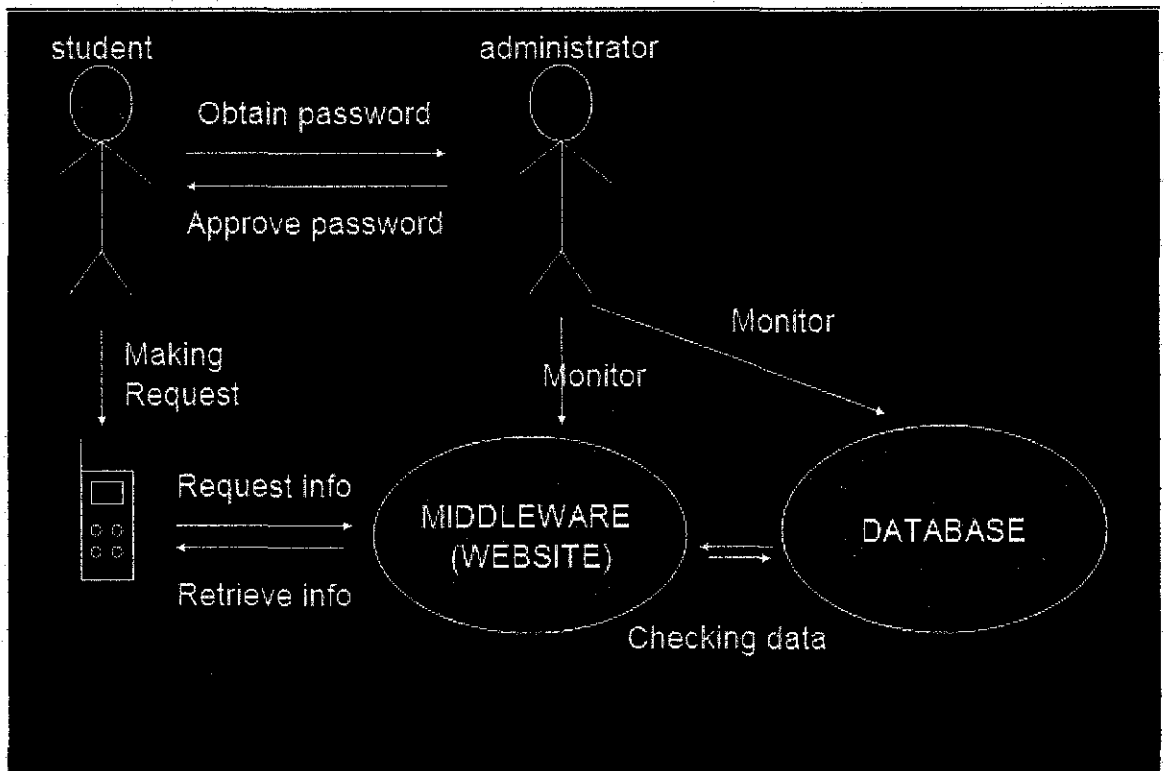 student
administrator
Obtain password
Approve password
Making
Request
Monitor
Monitor
Request info
Retrieve info
MIDDLEWARE
(WEBSITE)
DATABASE
Checking data